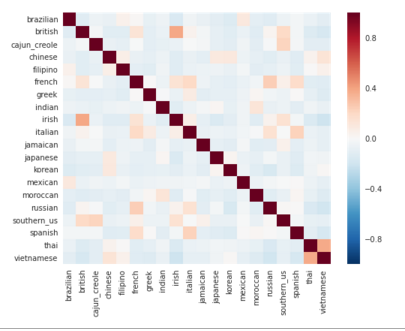 brazilian
british
cajun_creole
chinese
filipino
french
greek
indian
irish
italian
jamaican
japanese
korean
mexican
moroccan
russian
southern_us
spanish
thai
vietnamese
0.8
0.4
0.0
−0.4
−0.8
brazilian
british
cajun_creole
chinese
filipino
french
greek
indian
irish
italian
jamaican
japanese
korean
mexican
moroccan
russian
southern_us
spanish
thai
vietnamese